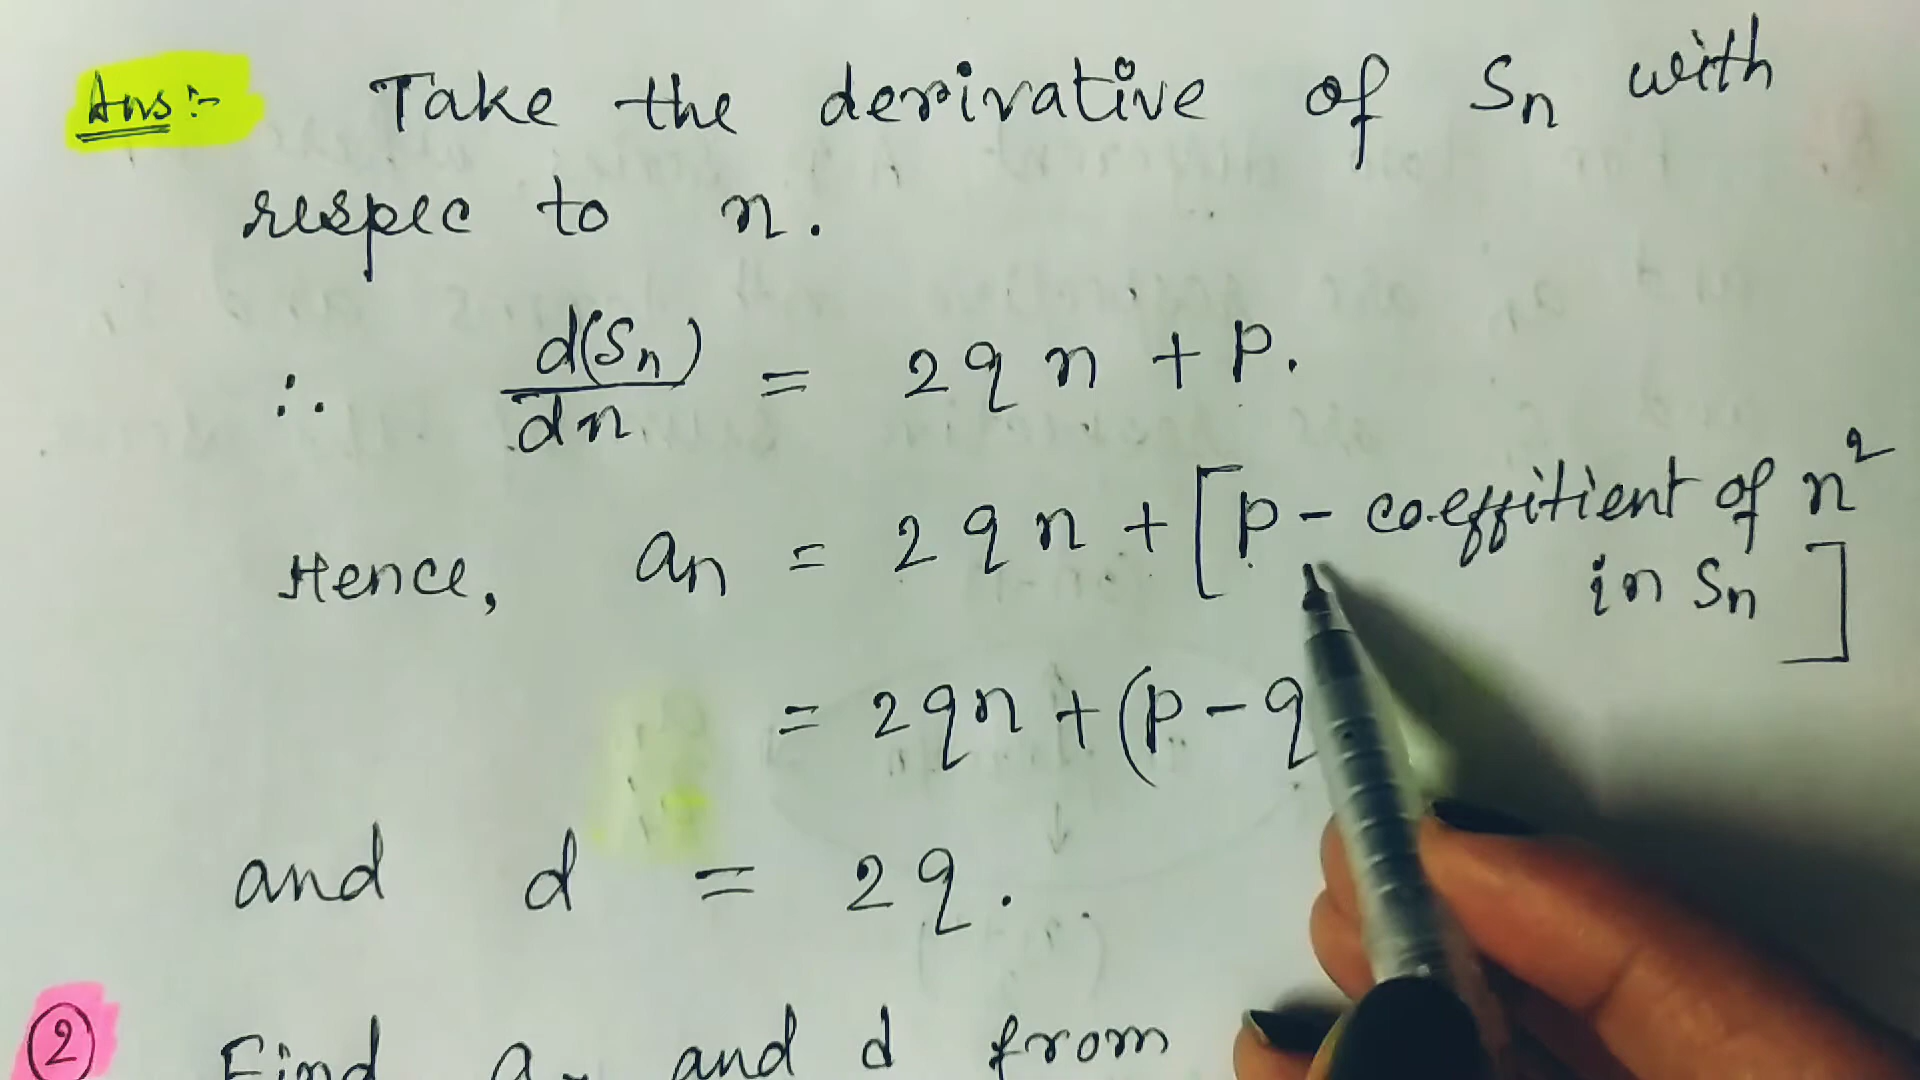 Ans:- Take the derivative of Sn with
respec to n.
∴ d(Sn)/dn = 2qn + p.
Hence, an = 2qn + [p - coeffitient of n²
in Sn]
= 2qn + (p - q
and d = 2q.
② Find and d from